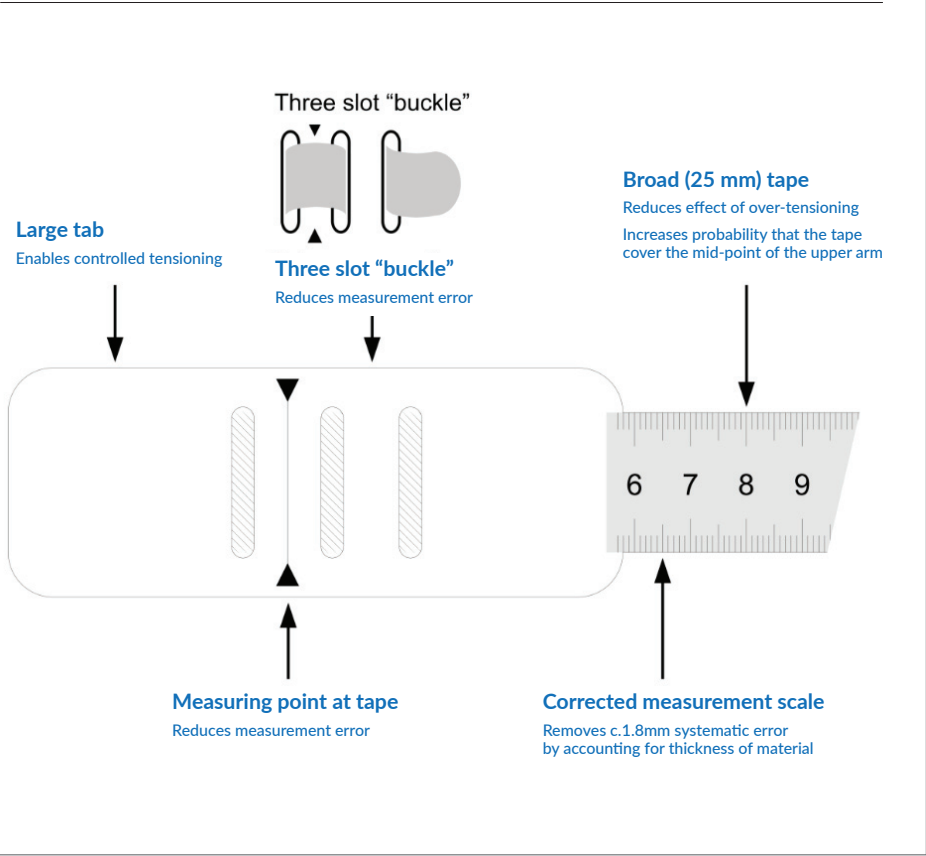 Three slot “buckle”
Large tab
Enables controlled tensioning
Three slot “buckle”
Reduces measurement error
Broad (25 mm) tape
Reduces effect of over-tensioning
Increases probability that the tape
cover the mid-point of the upper arm
6 7 8 9
Measuring point at tape
Reduces measurement error
Corrected measurement scale
Removes c.1.8mm systematic error
by accounting for thickness of material